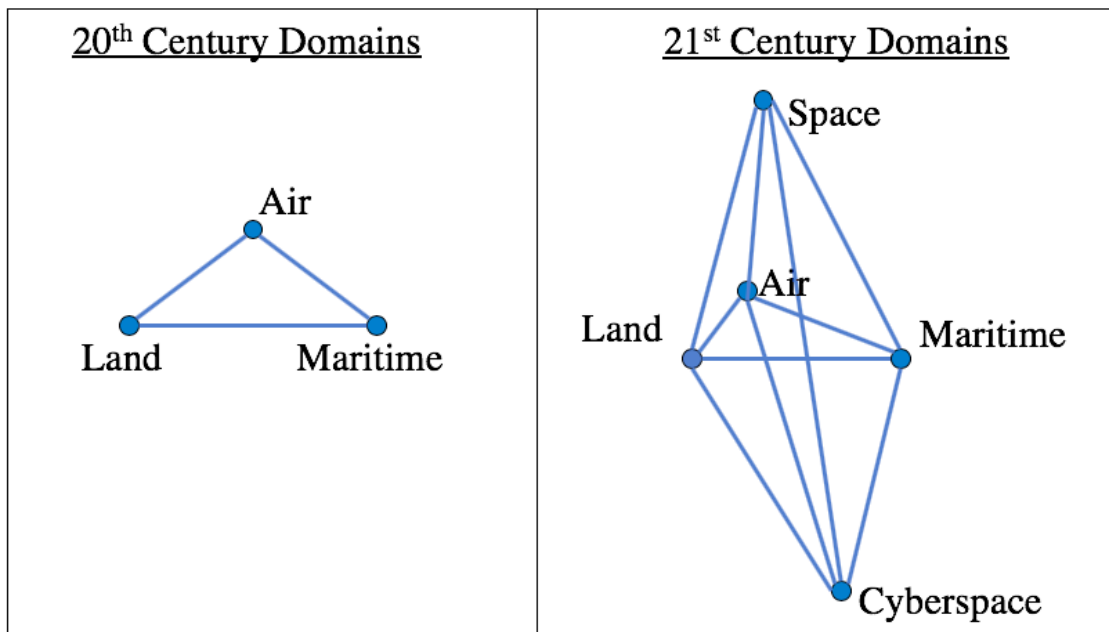 20th Century Domains
Air
Land
Maritime
21st Century Domains
Space
Air
Land
Maritime
Cyberspace